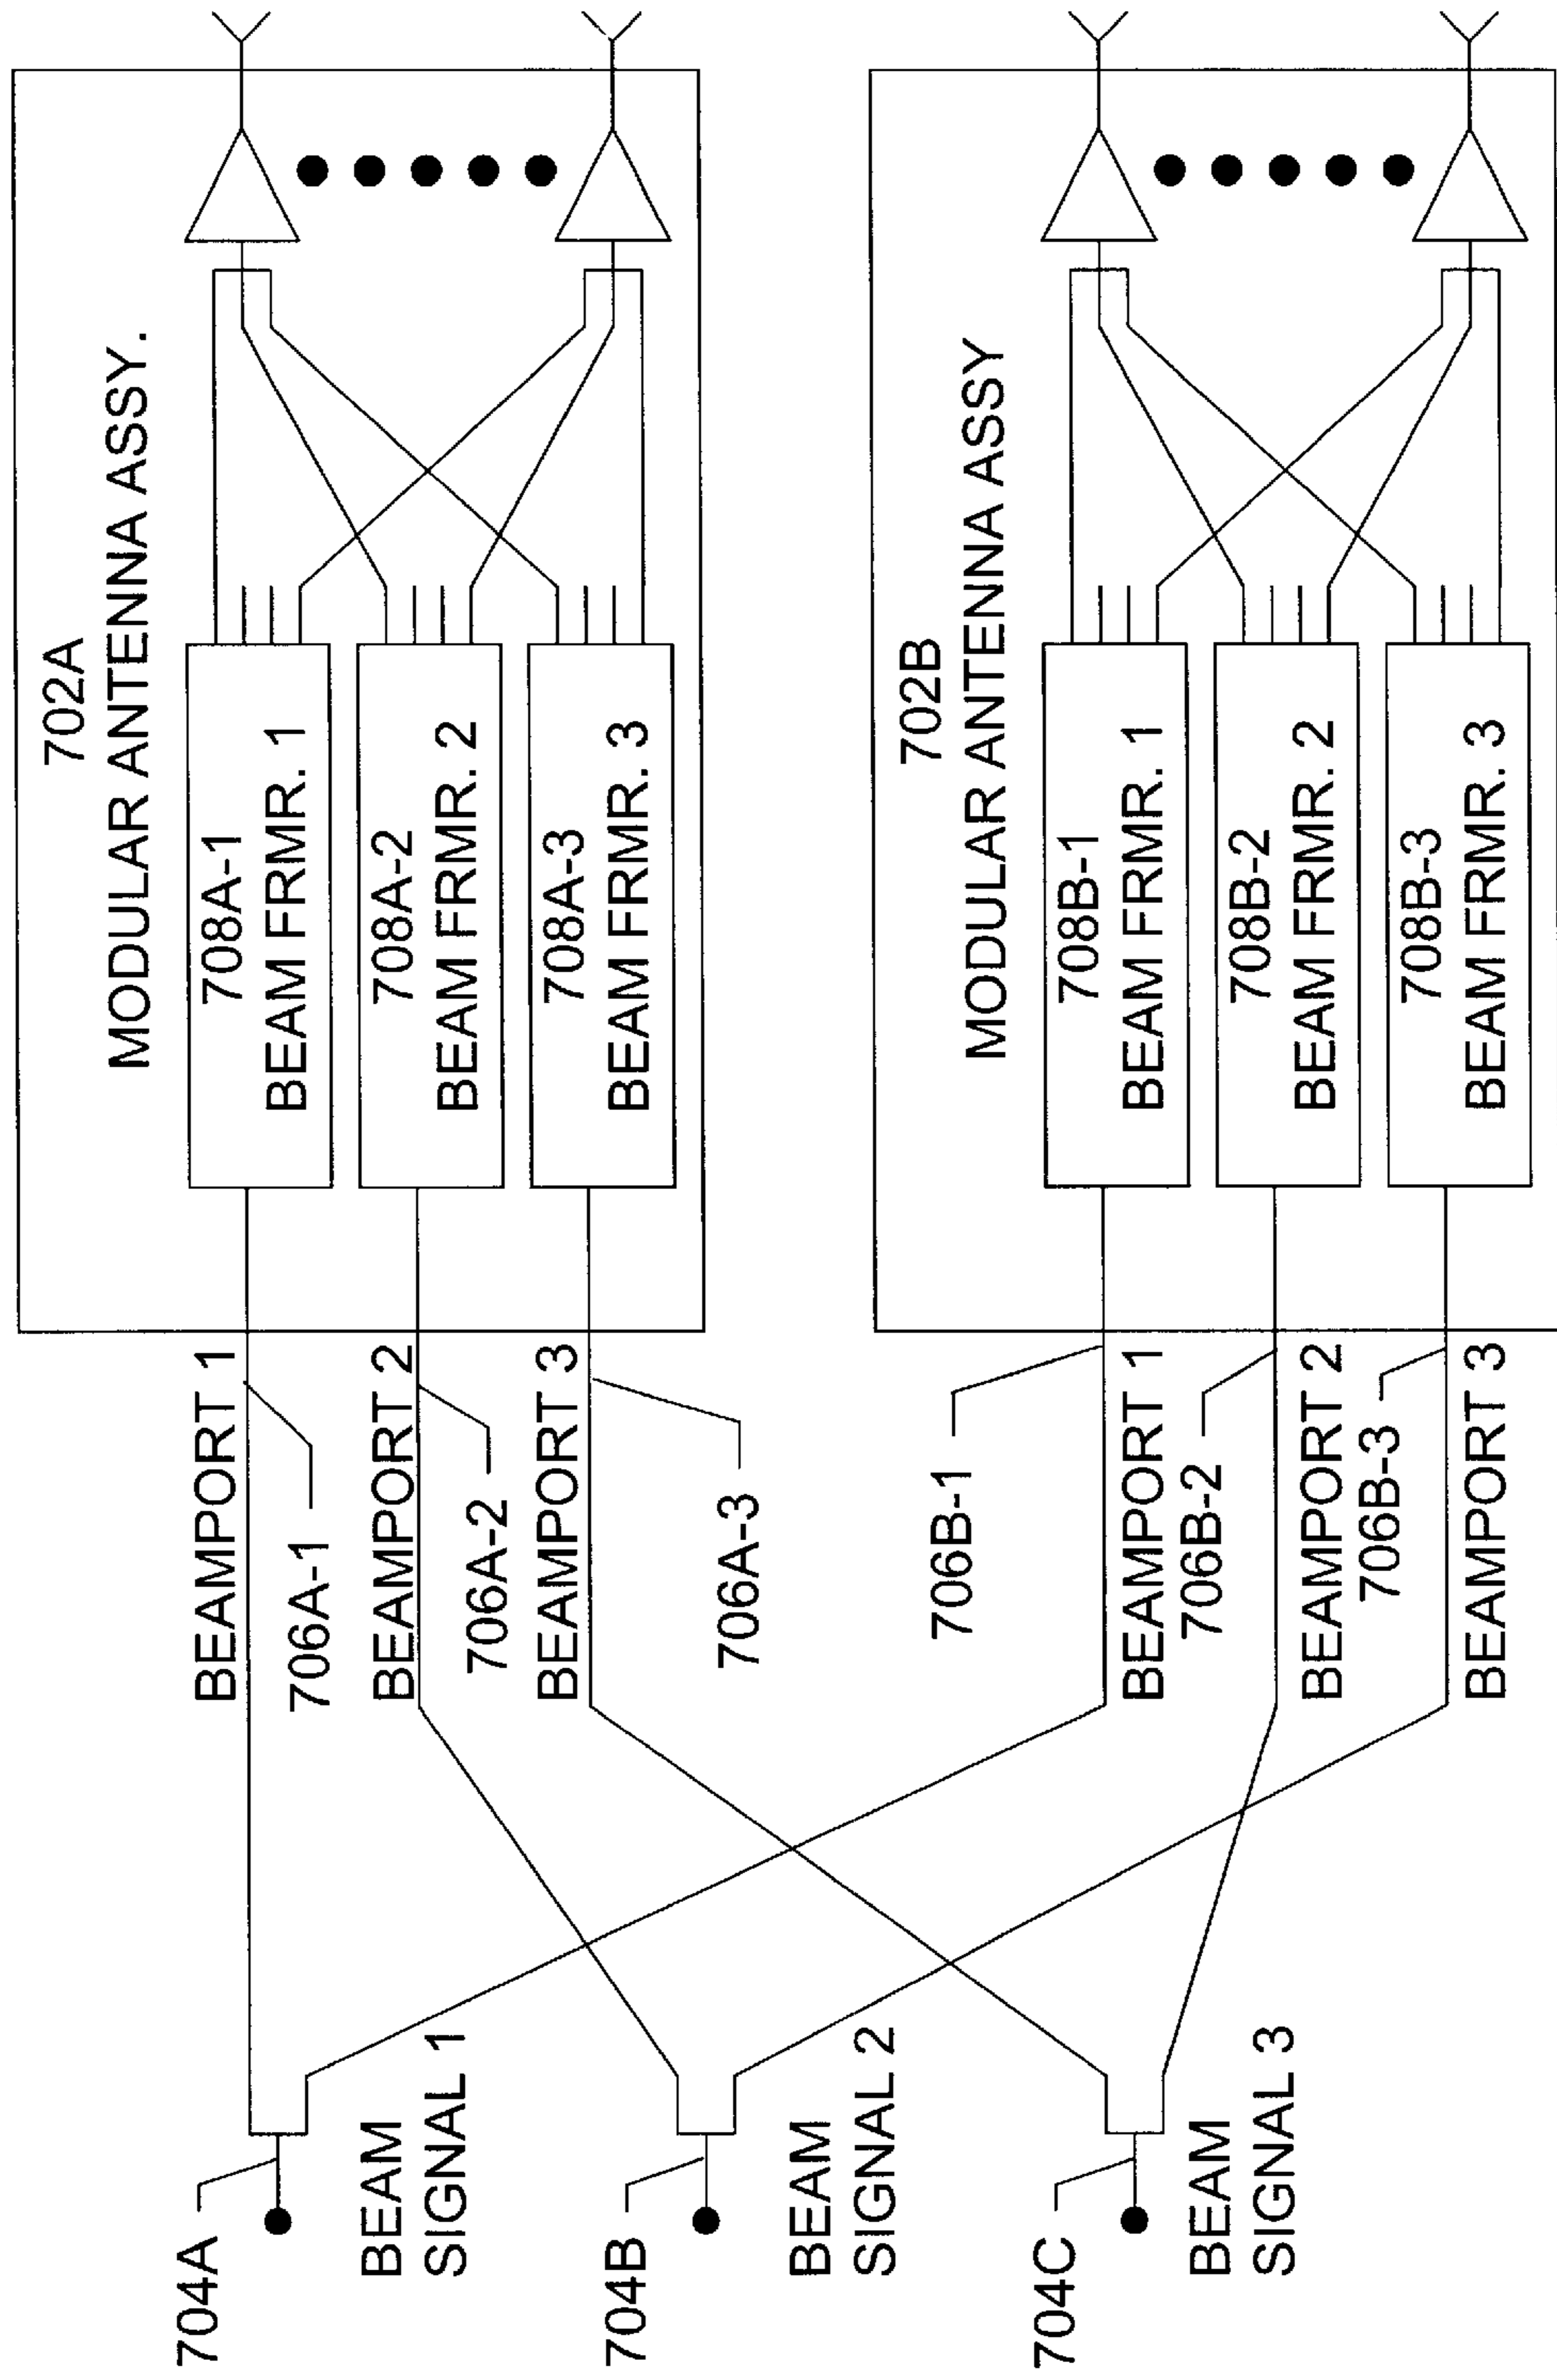 704A
BEAM
SIGNAL 1
704B
BEAM
SIGNAL 2
704C
BEAM
SIGNAL 3
BEAMPORT 1
706A-1
BEAMPORT 2
706A-2
BEAMPORT 3
706A-3
706B-1
BEAMPORT 1
706B-2
BEAMPORT 2
706B-3
BEAMPORT 3
702A
MODULAR ANTENNA ASSY.
708A-1
BEAM FRMR. 1
708A-2
BEAM FRMR. 2
708A-3
BEAM FRMR. 3
702B
MODULAR ANTENNA ASSY
708B-1
BEAM FRMR. 1
708B-2
BEAM FRMR. 2
708B-3
BEAM FRMR. 3